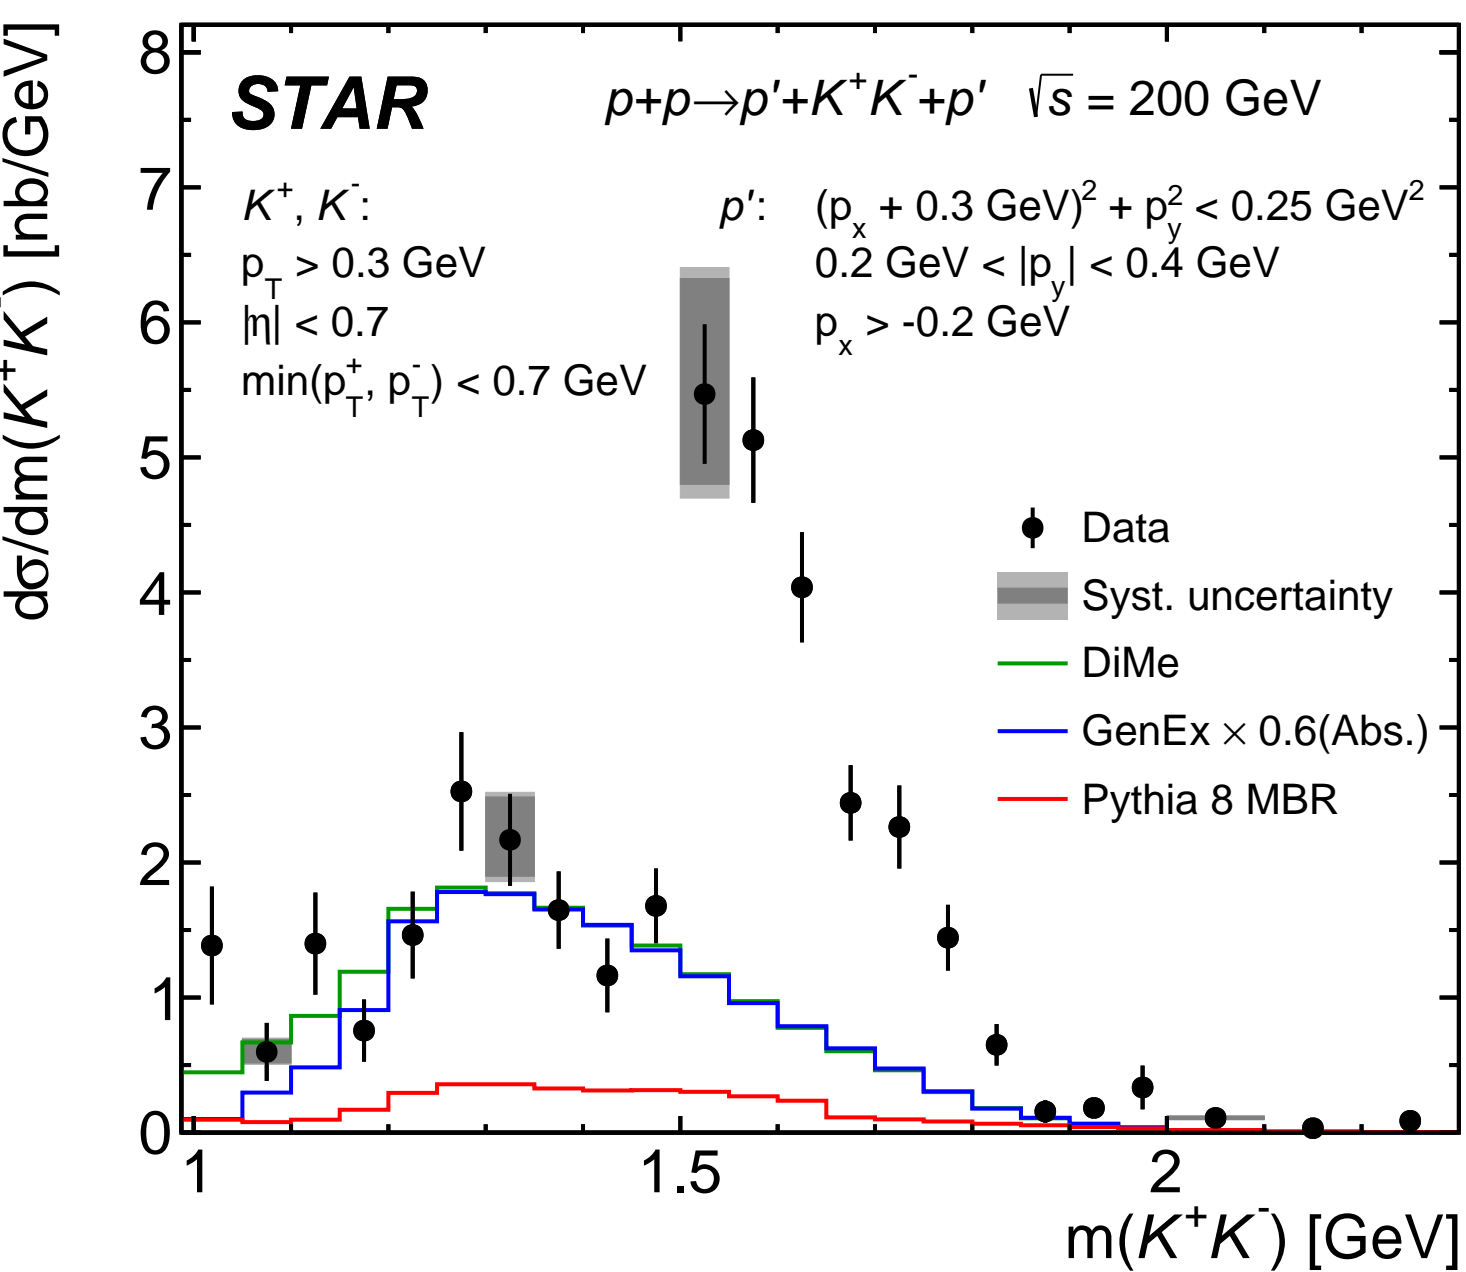 dσ/dm(K⁺K⁻) [nb/GeV]
8
7
6
5
4
3
2
1
0
STAR
p+p→p′+K⁺K⁻+p′ √s = 200 GeV
K⁺, K⁻:
p_T > 0.3 GeV
|η| < 0.7
min(p_T⁺, p_T⁻) < 0.7 GeV
p′: (p_x + 0.3 GeV)² + p_y² < 0.25 GeV²
0.2 GeV < |p_y| < 0.4 GeV
p_x > -0.2 GeV
Data
Syst. uncertainty
DiMe
GenEx × 0.6(Abs.)
Pythia 8 MBR
1 1.5 2
m(K⁺K⁻) [GeV]